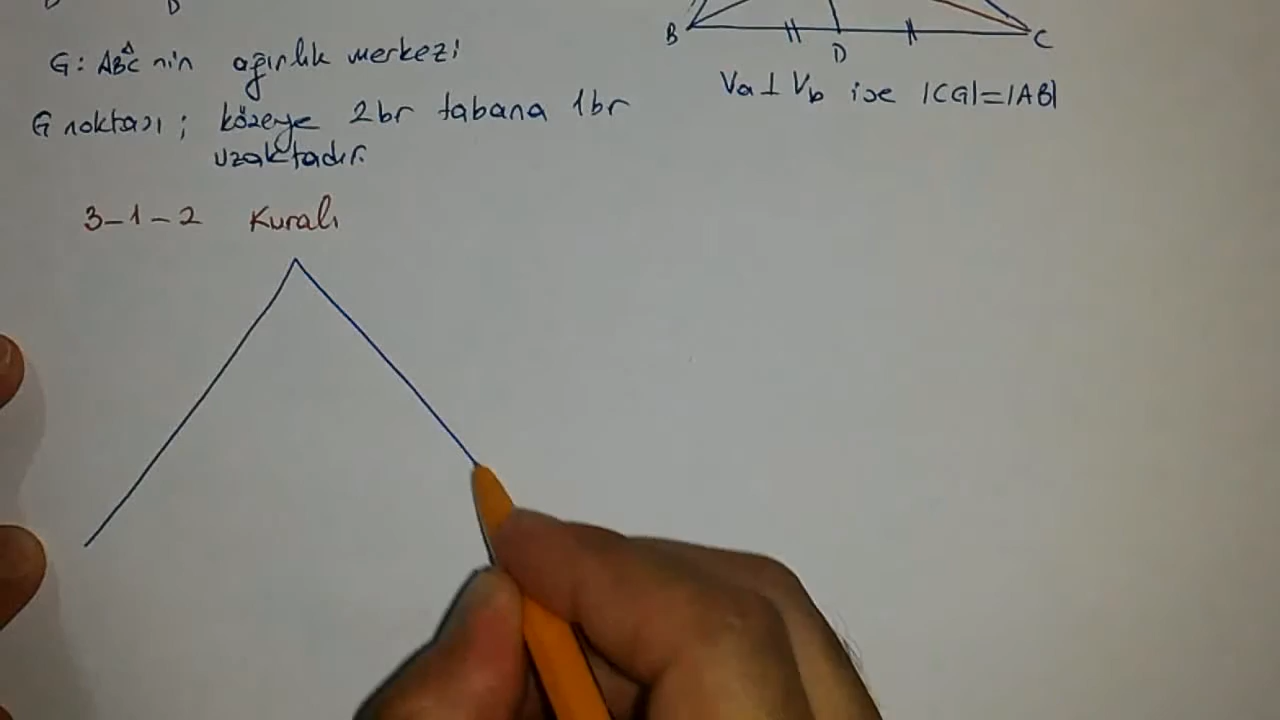 D
G: ABC nin ağırlık merkezi
G noktası; köşeye 2br tabana 1br
uzaktadır.
3-1-2 Kuralı
B
D
C
Va⊥Vb ise |CG|=|AB|